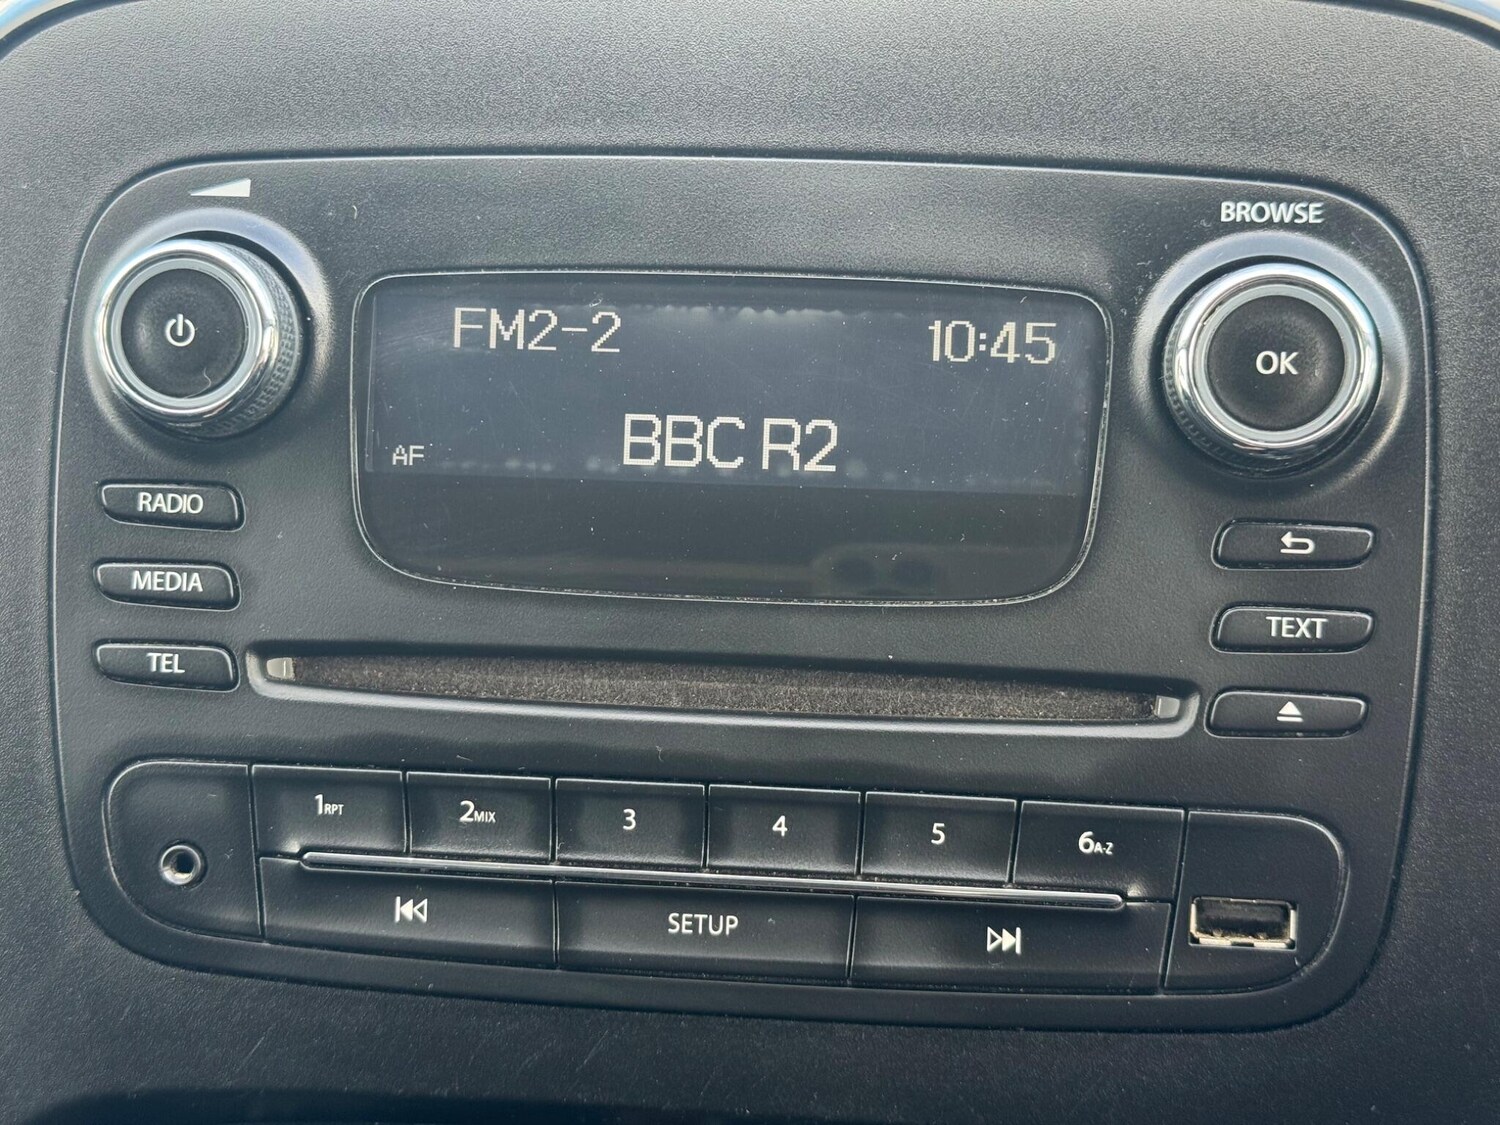 BROWSE
FM2-2 10:45
OK
BBC R2
AF
RADIO
MEDIA
TEXT
TEL
1RPT 2MIX 3 4 5 6A-Z
SETUP